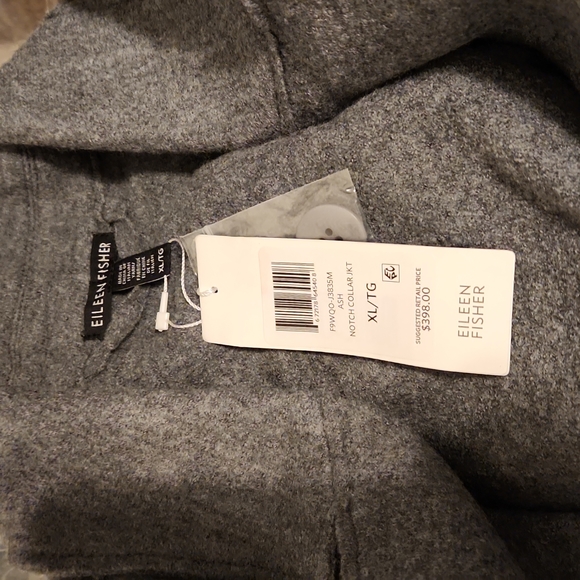 EILEEN FISHER
XL/TG
F9WQO-J3835M
ASH
NOTCH COLLAR JKT
XL/TG
SUGGESTED RETAIL PRICE
$398.00
EILEEN
FISHER